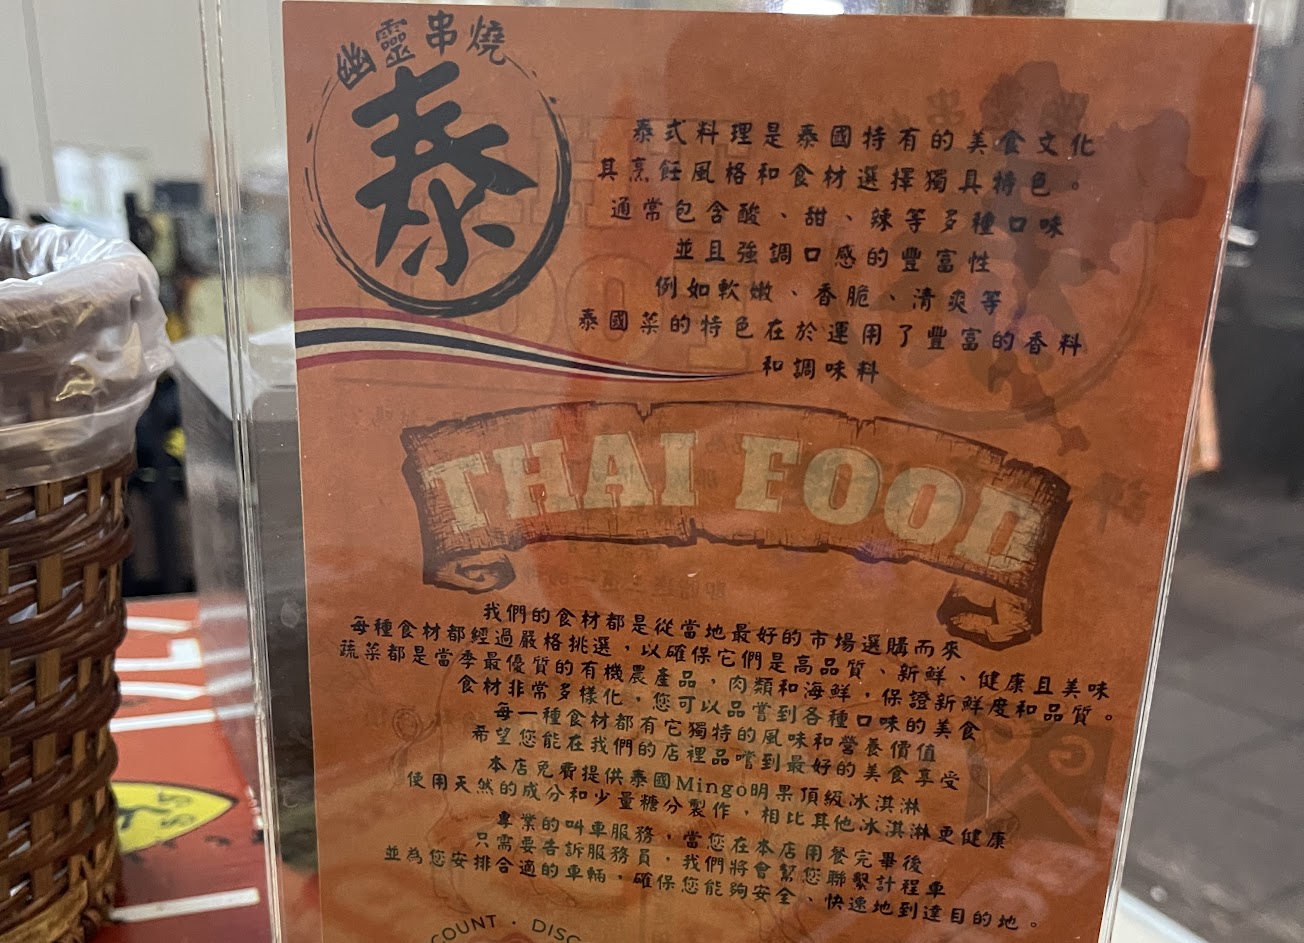 幽靈串燒
泰
泰式料理是泰國特有的美食文化
其烹飪風格和食材選擇獨具特色。
通常包含酸、甜、辣等多種口味
並且強調口感的豐富性
例如軟嫩、香脆、清爽等
泰國菜的特色在於運用了豐富的香料
和調味料
THAI FOOD
我們的食材都是從當地最好的市場選購而來
每種食材都經過嚴格挑選，以確保它們是高品質、新鮮、健康且美味
蔬菜都是當季最優質的有機農產品，肉類和海鮮，保證新鮮度和品質。
食材非常多樣化，您可以品嘗到各種口味的美食
每一種食材都有它獨特的風味和營養價值
希望您能在我們的店裡品嚐到最好的美食享受
本店免費提供泰國Mingo明果頂級冰淇淋
使用天然的成分和少量糖分製作，相比其他冰淇淋更健康
專業的叫車服務，當您在本店用餐完畢後
只需要告訴服務員，我們將會幫您聯繫計程車
並為您安排合適的車輛，確保您能夠安全、快速地到達目的地。
COUNT · DISC